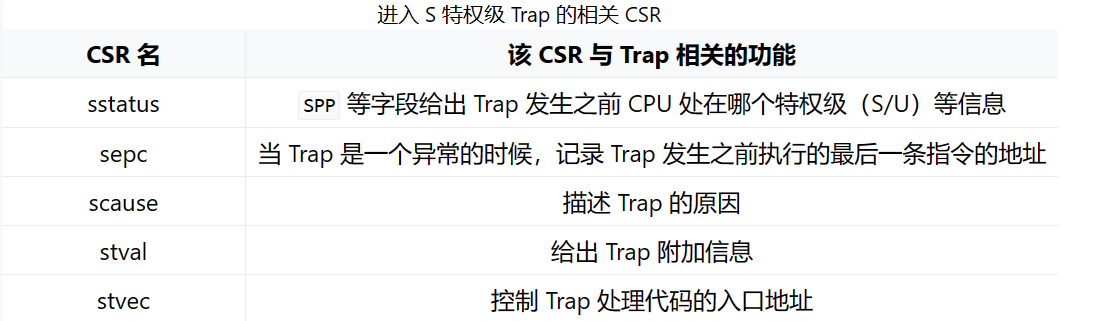 进入 S 特权级 Trap 的相关 CSR
CSR 名 该 CSR 与 Trap 相关的功能
sstatus SPP 等字段给出 Trap 发生之前 CPU 处在哪个特权级（S/U）等信息
sepc 当 Trap 是一个异常的时候，记录 Trap 发生之前执行的最后一条指令的地址
scause 描述 Trap 的原因
stval 给出 Trap 附加信息
stvec 控制 Trap 处理代码的入口地址